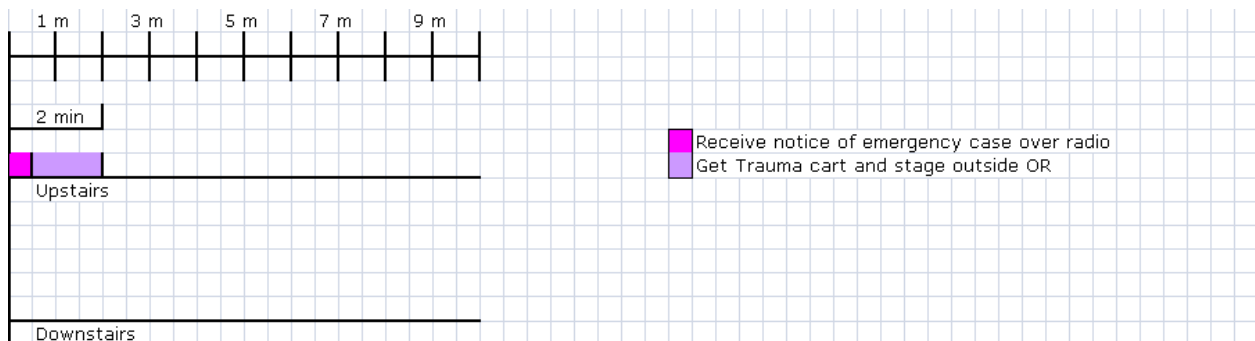 1 m 3 m 5 m 7 m 9 m
2 min
Receive notice of emergency case over radio
Get Trauma cart and stage outside OR
Upstairs
Downstairs